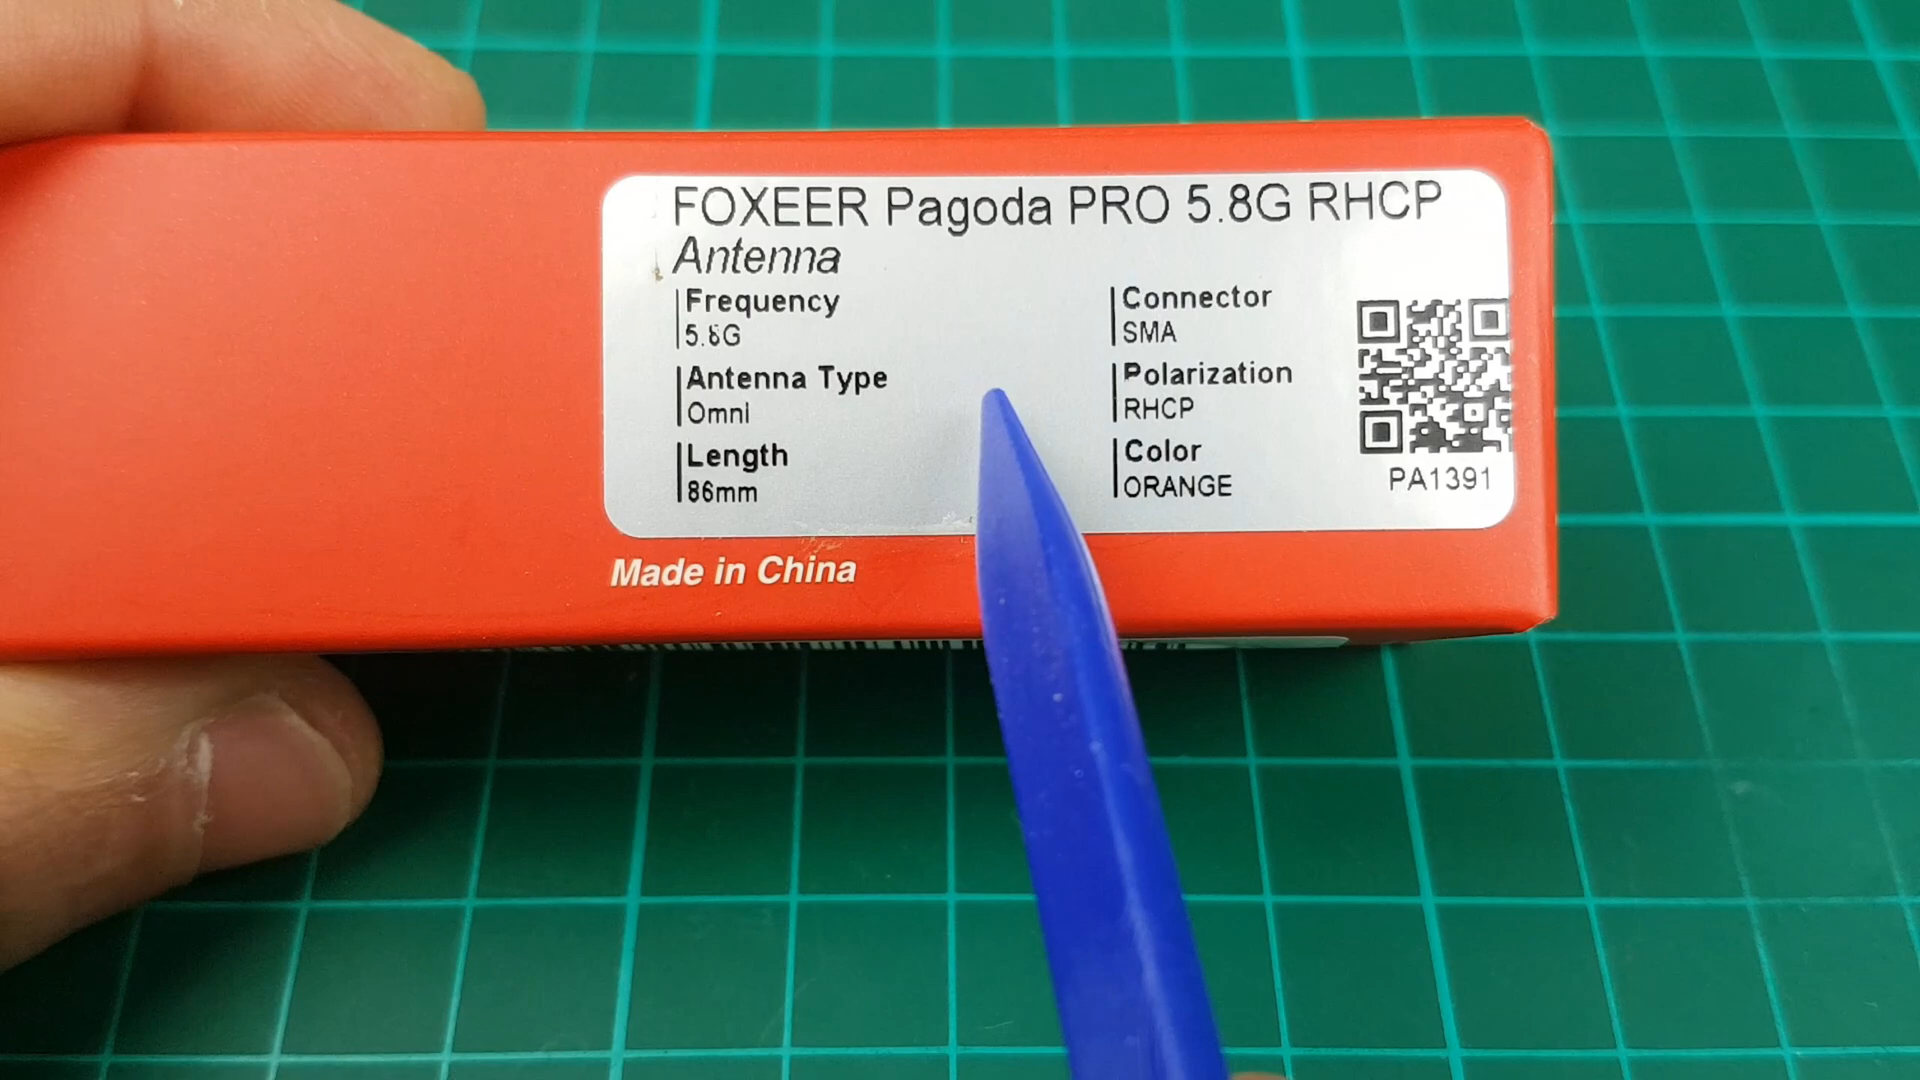 FOXEER Pagoda PRO 5.8G RHCP
Antenna
Frequency
5.8G
Connector
SMA
Antenna Type
Omni
Polarization
RHCP
Length
86mm
Color
ORANGE
PA1391
Made in China